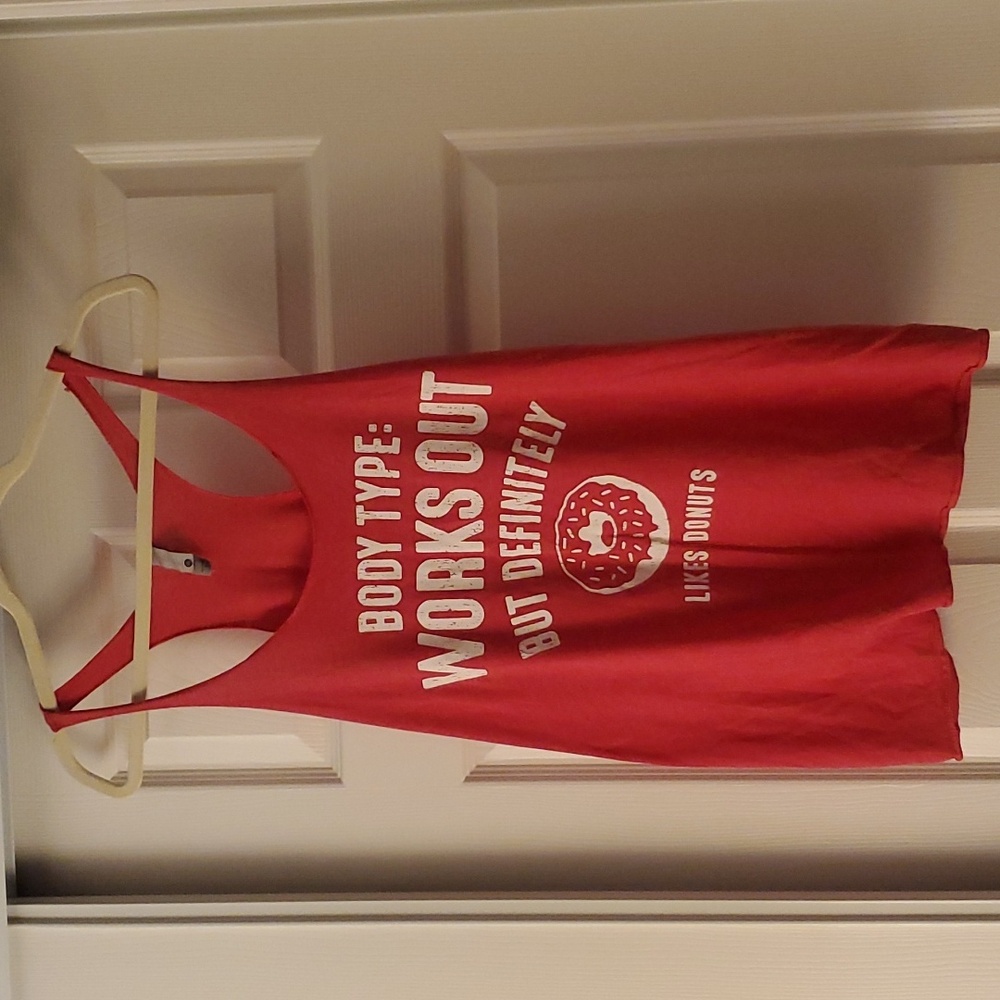 BODY TYPE:
WORKS OUT
BUT DEFINITELY
LIKES DONUTS